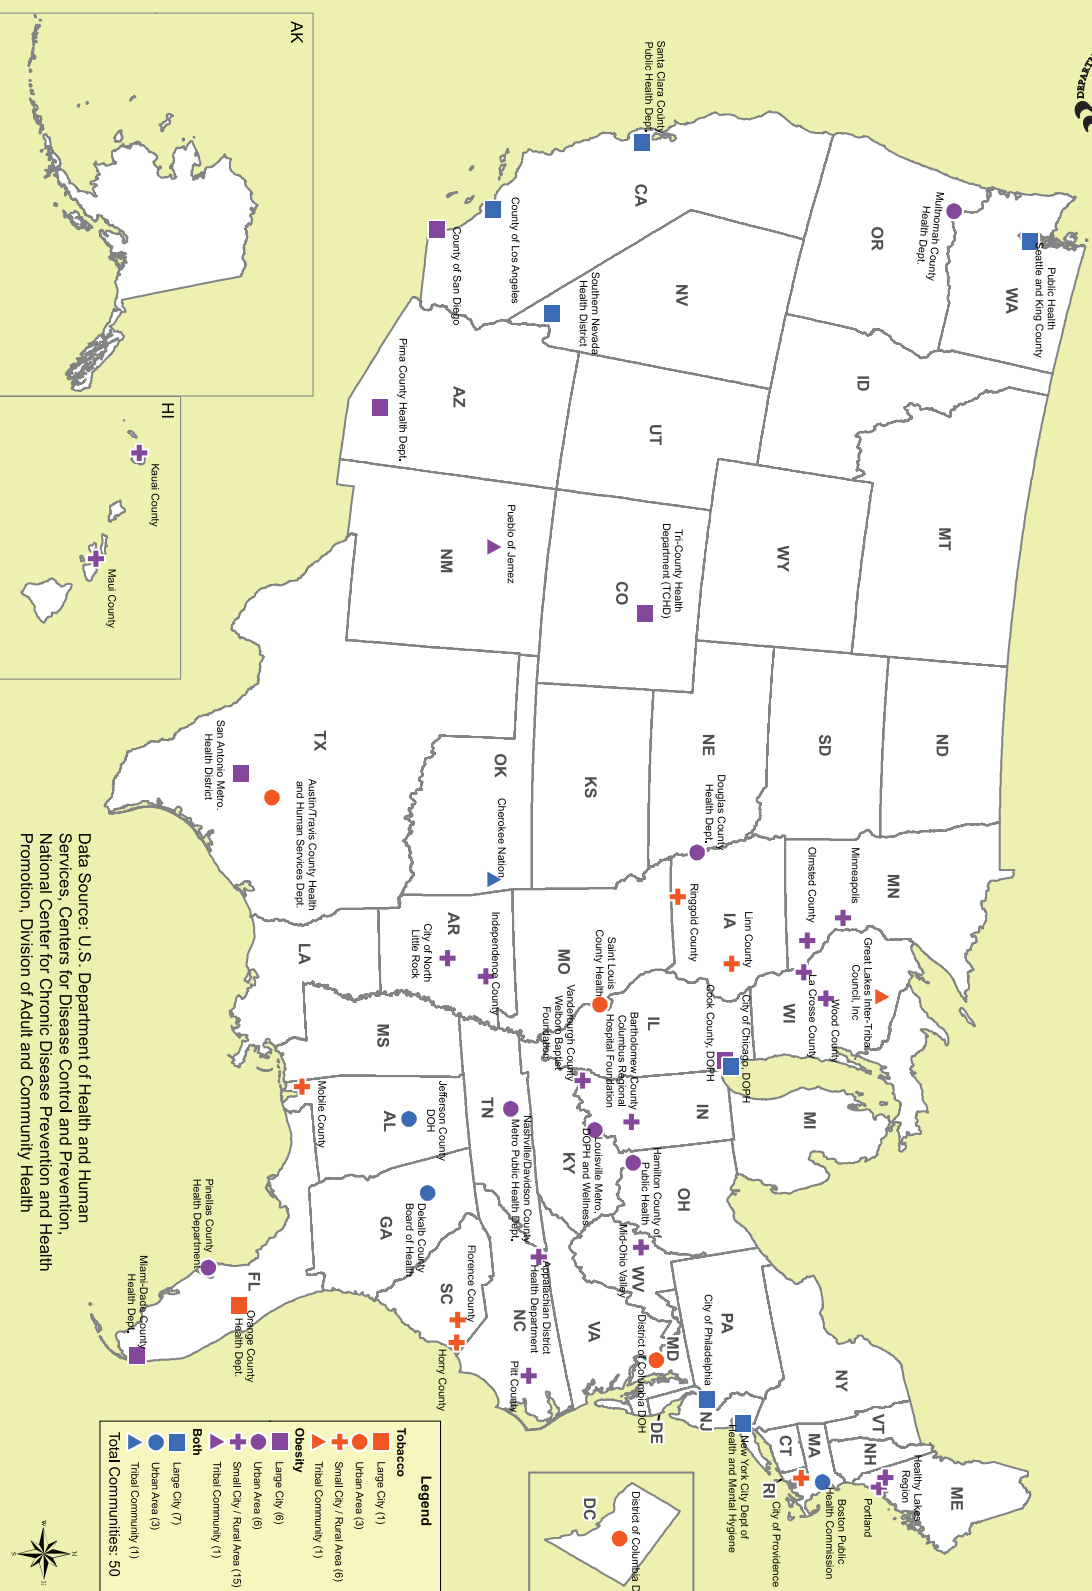 DEPARTM
AK
HI
Kauai County
Maui County
Santa Clara County
Public Health Dept.
CA
County of Los Angeles
County of San Diego
Southern Nevada
Health District
NV
OR
Multnomah County
Health Dept.
Public Health
Seattle and King County
WA
ID
MT
WY
UT
AZ
Pima County Health Dept.
Pueblo of Jemez
NM
Tri-County Health
Department (TCHD)
CO
ND
SD
NE
Douglas County
Health Dept.
KS
OK
Cherokee Nation
TX
San Antonio Metro.
Health District
Austin/Travis County Health
and Human Services Dept.
MN
Minneapolis
Olmsted County
Great Lakes Inter-Tribal
Council, Inc
La Crosse County
Wood County
WI
IA
Linn County
Ringgold County
MO
Saint Louis
County Health
AR
Independence County
City Of North
Little Rock
LA
MS
IL
City of Chicago, DOPH
Cook County, DOPH
Bartholomew County
Columbus Regional
Hospital Foundation
Vanderburgh County
Welborn Baptist
Foundation
IN
MI
OH
Hamilton County of
Public Health
KY
Louisville Metro,
DOPH and Wellness
TN
Nashville/Davidson County
Metro Public Health Dept.
AL
Jefferson County
DOH
Mobile County
GA
Dekalb County
Board of Health
FL
Pinellas County
Health Department
Orange County
Health Dept.
Miami-Dade County
Health Dept.
SC
Florence County
Horry County
NC
Appalachian District
Health Department
Pitt County
VA
WV
Mid-Ohio Valley
MD
District of Columbia DOH
DE
PA
City of Philadelphia
NJ
NY
New York City Dept of
Health and Mental Hygiene
VT
NH
ME
Healthy Lakes
Region
Portland
MA
Boston Public
Health Commission
CT
RI
City of Providence
DC
District of Columbia D
Legend
Tobacco
Large City (1)
Urban Area (3)
Small City / Rural Area (6)
Tribal Community (1)
Obesity
Large City (6)
Urban Area (6)
Small City / Rural Area (15)
Tribal Community (1)
Both
Large City (7)
Urban Area (3)
Tribal Community (1)
Total Communities: 50
N
E
S
W
Data Source: U.S. Department of Health and Human
Services, Centers for Disease Control and Prevention,
National Center for Chronic Disease Prevention and Health
Promotion, Division of Adult and Community Health